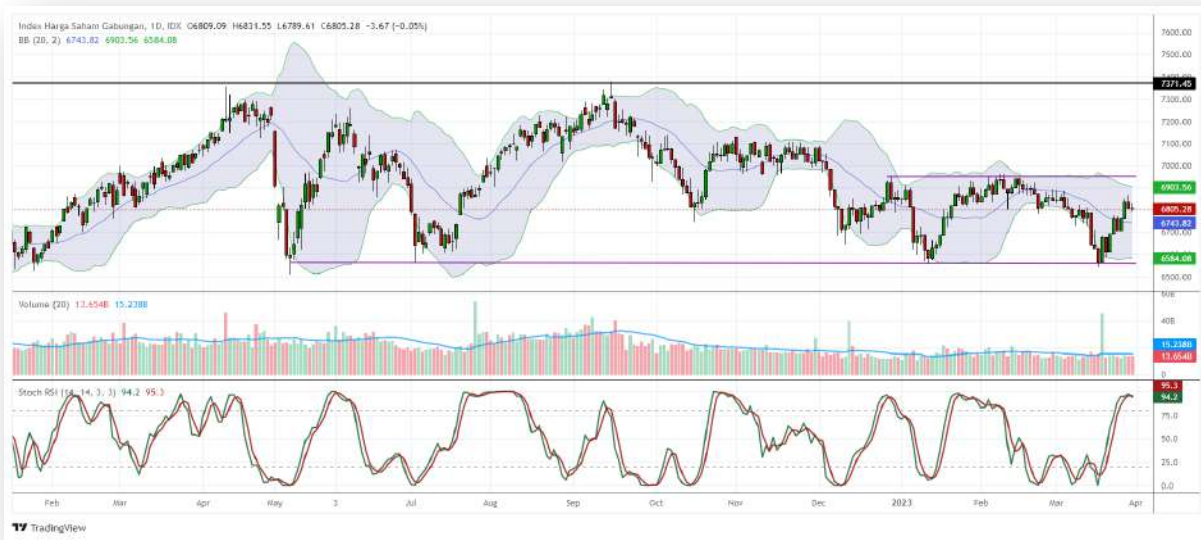 Index Harga Saham Gabungan, 1D, IDX O6809.09 H6831.55 L6789.61 C6805.28 -3.67 (-0.05%)
BB (20, 2) 6743.82 6903.56 6584.08
7600.00
7500.00
7371.45
7300.00
7200.00
7100.00
7000.00
6903.56
6805.28
6743.82
6700.00
6584.08
6500.00
Volume (20) 13.654B 15.238B
60B
40B
15.238B
13.654B
0
Stoch RSI (14, 14, 3, 3) 94.2 95.3
95.3
94.2
75.0
50.0
25.0
0.0
Feb Mar Apr May Jul Aug Sep Oct Nov Dec 2023 Feb Mar Apr
TradingView